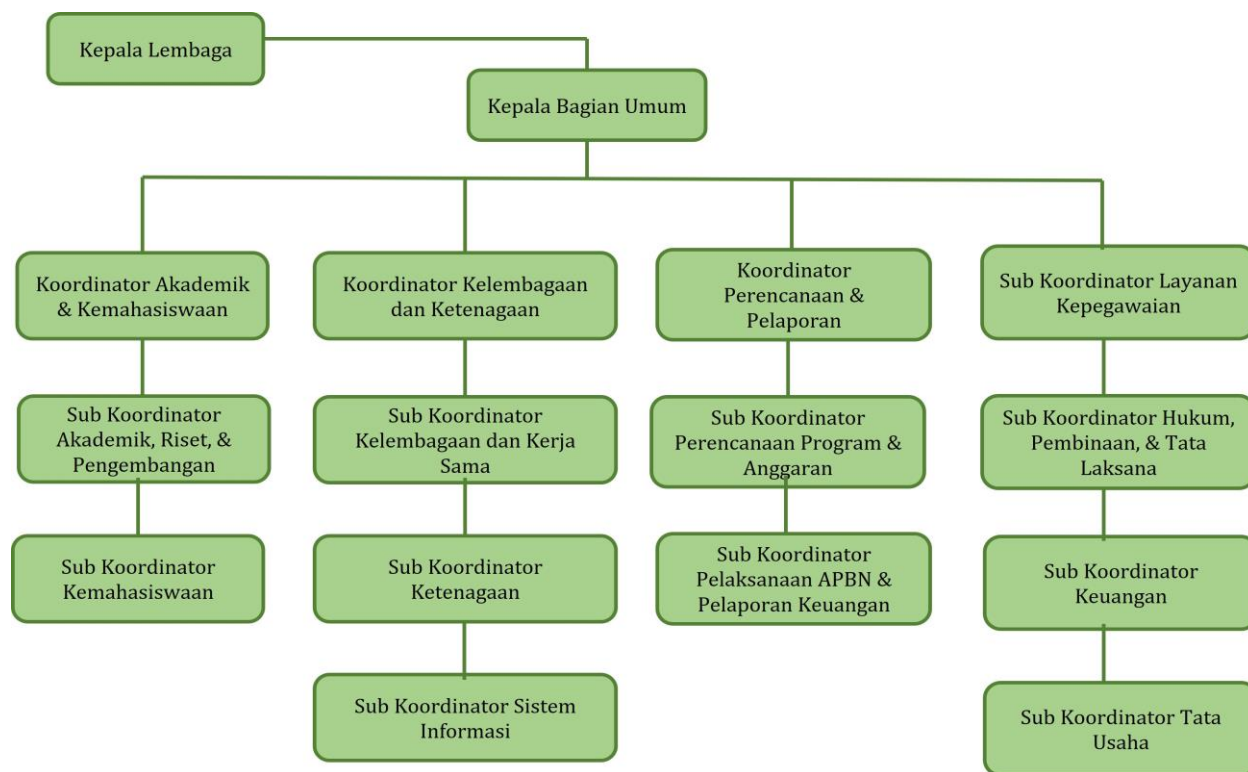 Kepala Lembaga
Kepala Bagian Umum
Koordinator Akademik
& Kemahasiswaan
Koordinator Kelembagaan
dan Ketenagaan
Koordinator
Perencanaan &
Pelaporan
Sub Koordinator Layanan
Kepegawaian
Sub Koordinator
Akademik, Riset, &
Pengembangan
Sub Koordinator
Kelembagaan dan Kerja
Sama
Sub Koordinator
Perencanaan Program &
Anggaran
Sub Koordinator Hukum,
Pembinaan, & Tata
Laksana
Sub Koordinator
Kemahasiswaan
Sub Koordinator
Ketenagaan
Sub Koordinator
Pelaksanaan APBN &
Pelaporan Keuangan
Sub Koordinator
Keuangan
Sub Koordinator Sistem
Informasi
Sub Koordinator Tata
Usaha